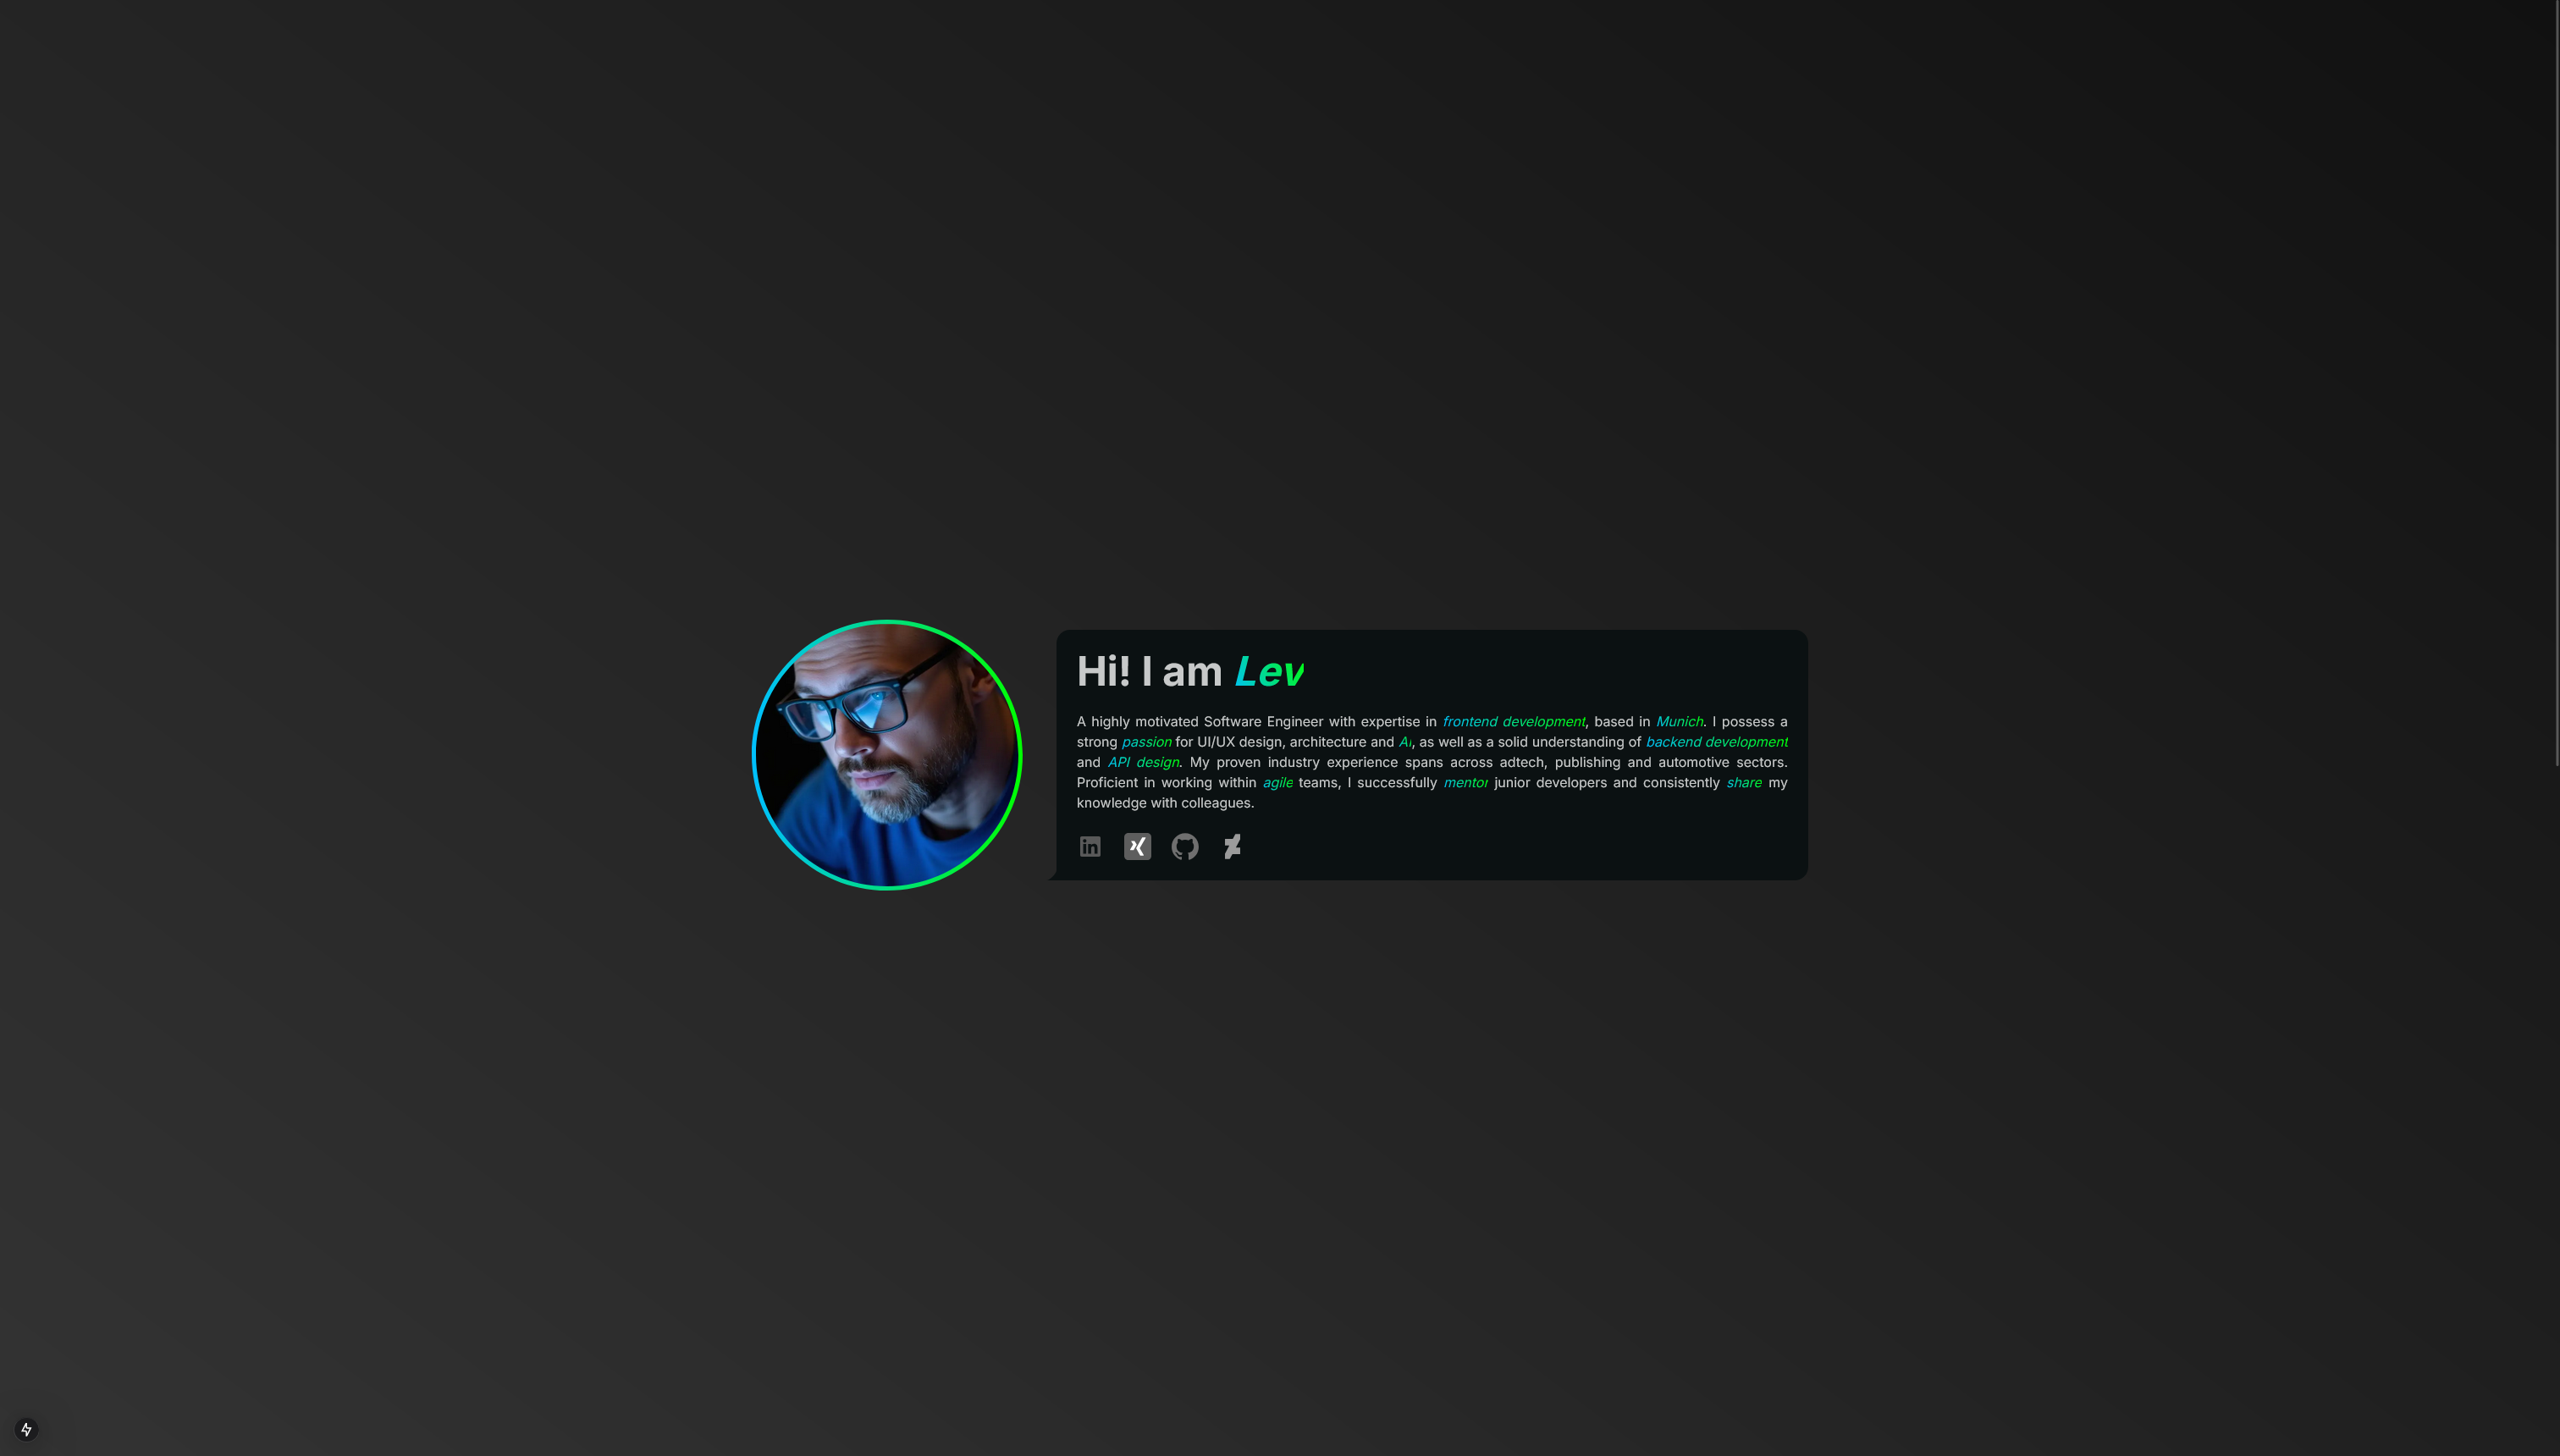 Hi! I am Lev
A highly motivated Software Engineer with expertise in frontend development, based in Munich. I possess a
strong passion for UI/UX design, architecture and AI, as well as a solid understanding of backend development
and API design. My proven industry experience spans across adtech, publishing and automotive sectors.
Proficient in working within agile teams, I successfully mentor junior developers and consistently share my
knowledge with colleagues.
in